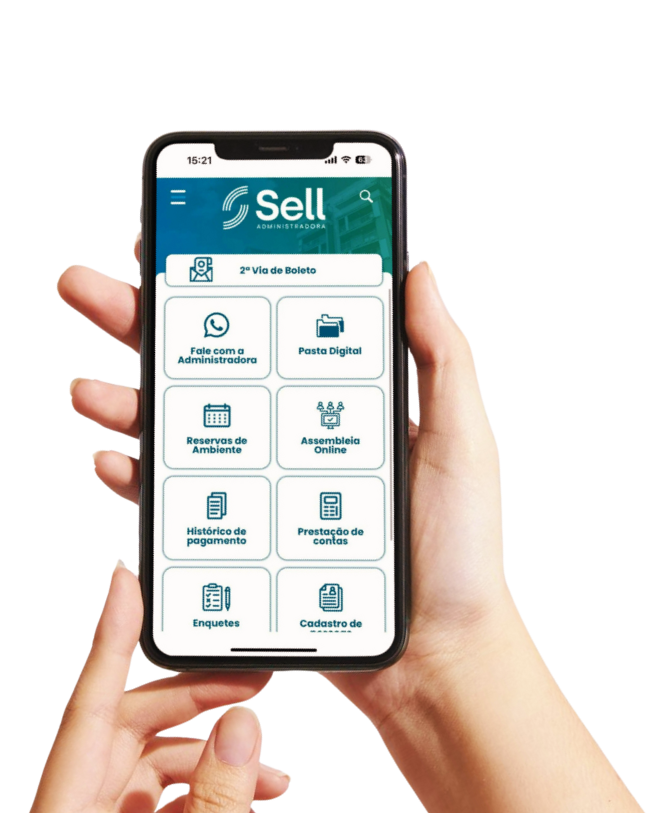 15:21
63
Sell
ADMINISTRADORA
2ª Via de Boleto
Fale com a
Administradora
Pasta Digital
Reservas de
Ambiente
Assembleia
Online
Histórico de
pagamento
Prestação de
contas
Enquetes
Cadastro de